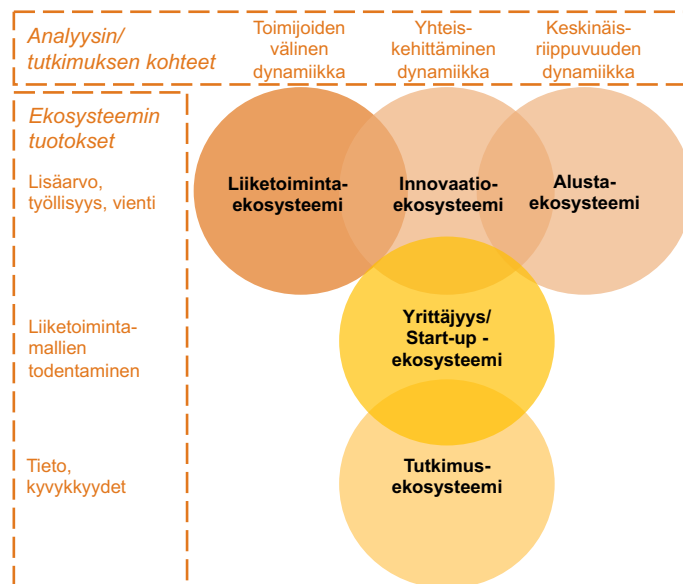 Analyysin/
tutkimuksen kohteet
Toimijoiden
välinen
dynamiikka
Yhteis-
kehittäminen
dynamiikka
Keskinäis-
riippuvuuden
dynamiikka
Ekosysteemin
tuotokset
Lisäarvo,
työllisyys, vienti
Liiketoiminta-
ekosysteemi
Innovaatio-
ekosysteemi
Alusta-
ekosysteemi
Liiketoiminta-
mallien
todentaminen
Yrittäjyys/
Start-up -
ekosysteemi
Tieto,
kyvykkyydet
Tutkimus-
ekosysteemi